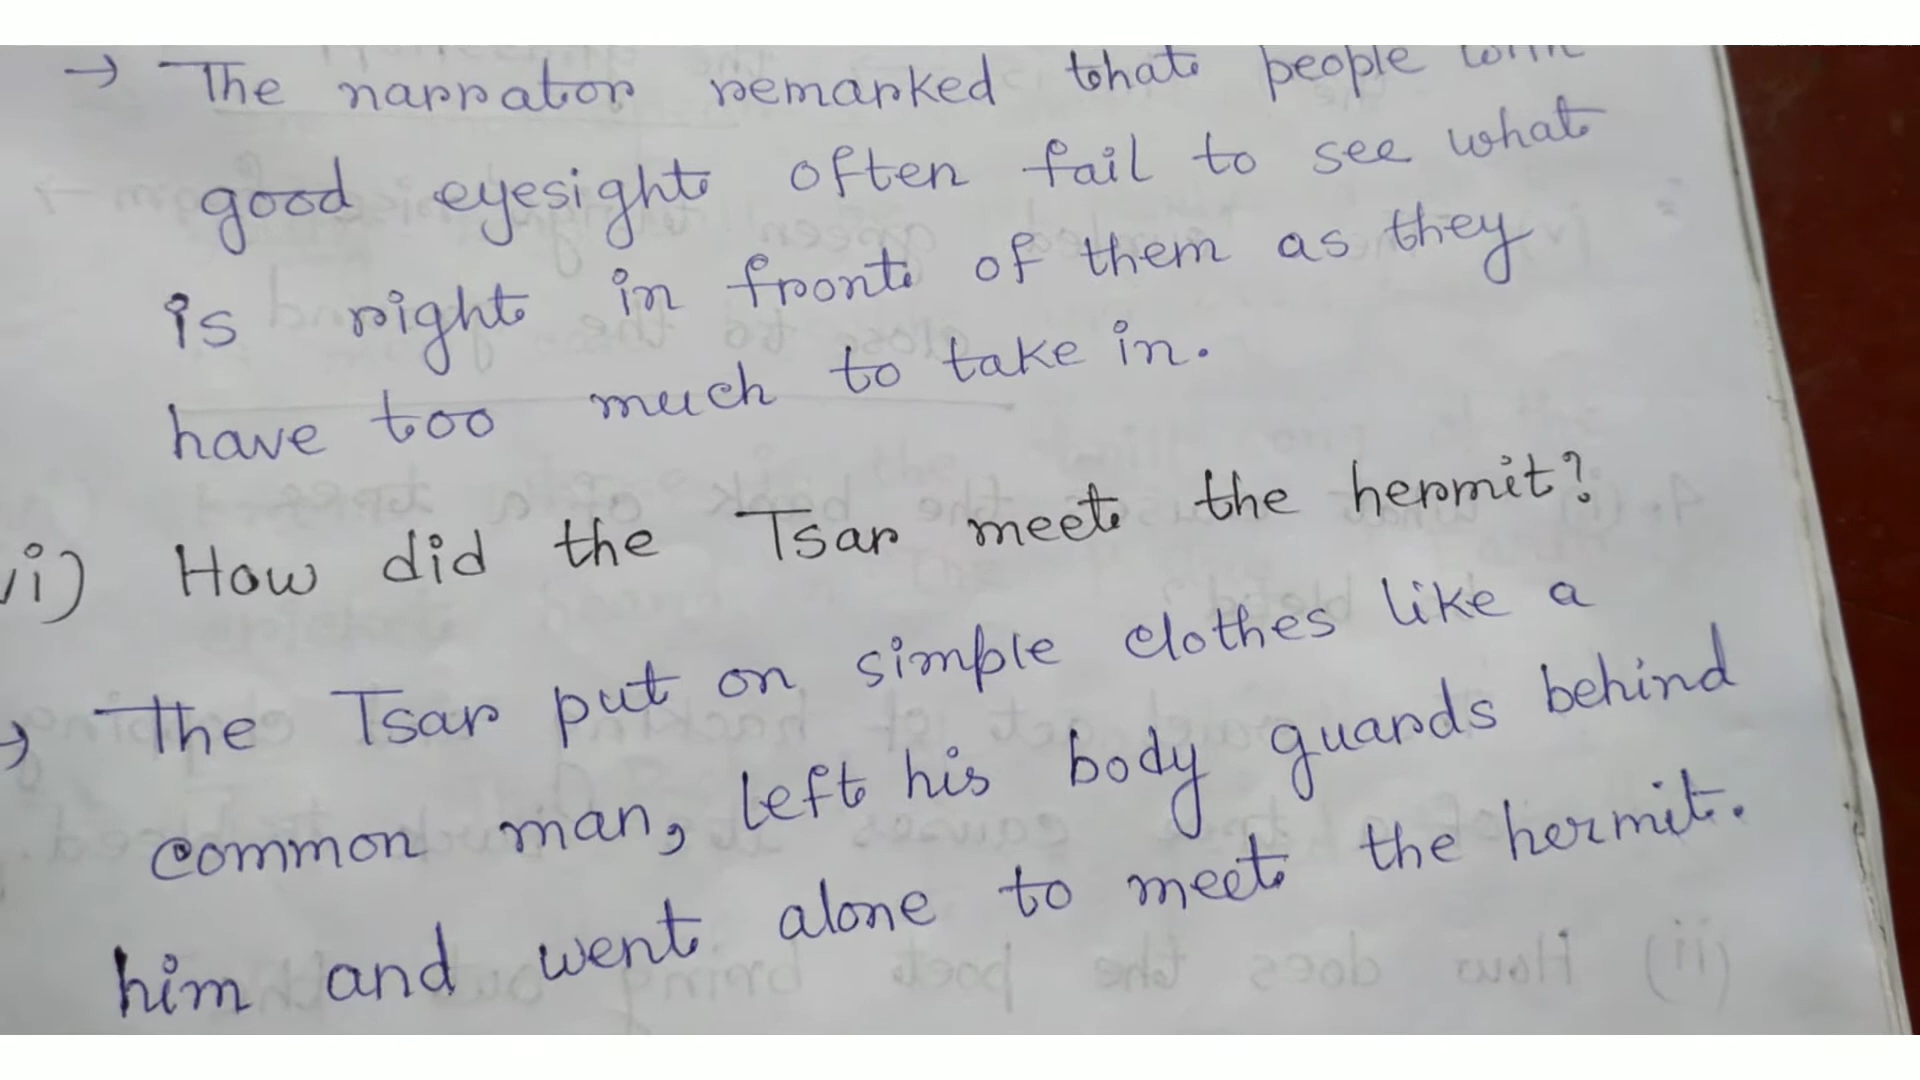 → The narrator remarked that people with
good eyesight often fail to see what
is right in front of them as they
have too much to take in.
vi) How did the Tsar meet the hermit?
→ The Tsar put on simple clothes like a
common man, left his body guards behind
him and went alone to meet the hermit.